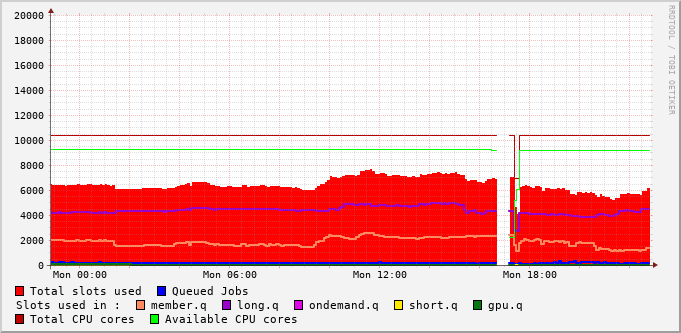 20000
18000
16000
14000
12000
10000
8000
6000
4000
2000
0
Mon 00:00 Mon 06:00 Mon 12:00 Mon 18:00
Total slots used Queued Jobs
Slots used in : member.q long.q ondemand.q short.q gpu.q
Total CPU cores Available CPU cores
RRDTOOL / TOBI OETIKER